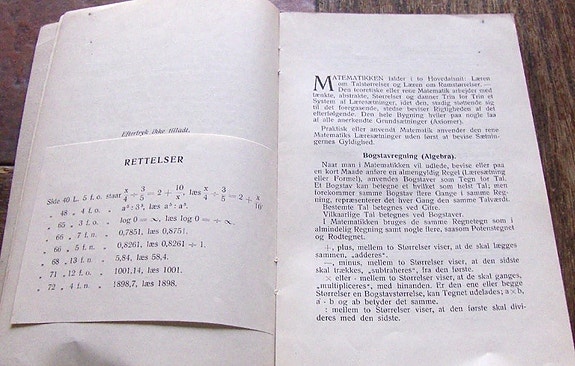 Eftertryk ikke tilladt.
RETTELSER
Side 40 L. 5 f. o. staar x/4 ÷ 3/5 = 2 + 10/x, læs x/4 ÷ 3/5 = 2 + x/10
„ 48 „ 4 f. o. „ a⁵ : 3⁴, læs a⁵ : a³.
„ 65 „ 3 f. o. „ log 0 = ∞, læs log 0 = ÷ ∞.
„ 66 „ 7 f. o. „ 0,7851, læs 0,8751.
„ 66 „ 5 f. n. „ 0,8261, læs 0,8261 ÷ 1.
„ 68 „ 13 f. n. „ 5,84, læs 58,4.
„ 71 „ 12 f. o. „ 1001.14, læs 1001.
„ 72 „ 4 f. n. „ 1898,7, læs 1898.
MATEMATIKKEN falder i to Hovedafsnit: Læren
om Talstørrelser og Læren om Rumstørrelser. —
Den teoretiske eller rene Matematik arbejder med
tænkte, abstrakte, Størrelser og danner Trin for Trin et
System af Læresætninger, idet den, stadig støttende sig
til det foregaaende, stedse beviser Rigtigheden af det
efterfølgende. Den hele Bygning hviler paa nogle faa
af alle anerkendte Grundsætninger (Axiomer).
Praktisk eller anvendt Matematik anvender den rene
Matematiks Læresætninger uden først at bevise Sætnin-
gernes Gyldighed.
Bogstavregning (Algebra).
Naar man i Matematikken vil udlede, bevise eller paa
en kort Maade anføre en almengyldig Regel (Læresætning
eller Formel), anvendes Bogstaver som Tegn for Tal.
Et Bogstav kan betegne et hvilket som helst Tal; men
forekommer samme Bogstav flere Gange i samme Reg-
ning, repræsenterer det hver Gang den samme Talværdi.
Bestemte Tal betegnes ved Cifre.
Vilkaarlige Tal betegnes ved Bogstaver.
I Matematikken bruges de samme Regnetegn som i
almindelig Regning samt nogle flere, saasom Potenstegnet
og Rodtegnet.
+, plus, mellem to Størrelser viser, at de skal lægges
sammen, „adderes“.
—, minus, mellem to Størrelser viser, at den sidste
skal trækkes, „subtraheres“, fra den første.
× eller · mellem to Størrelser viser, at de skal ganges,
„multipliceres“, med hinanden. Er den ene eller begge
Størrelser en Bogstavstørrelse, kan Tegnet udelades; a × b,
a · b og ab betyder det samme.
: mellem to Størrelser viser, at den første skal divi-
deres med den sidste.